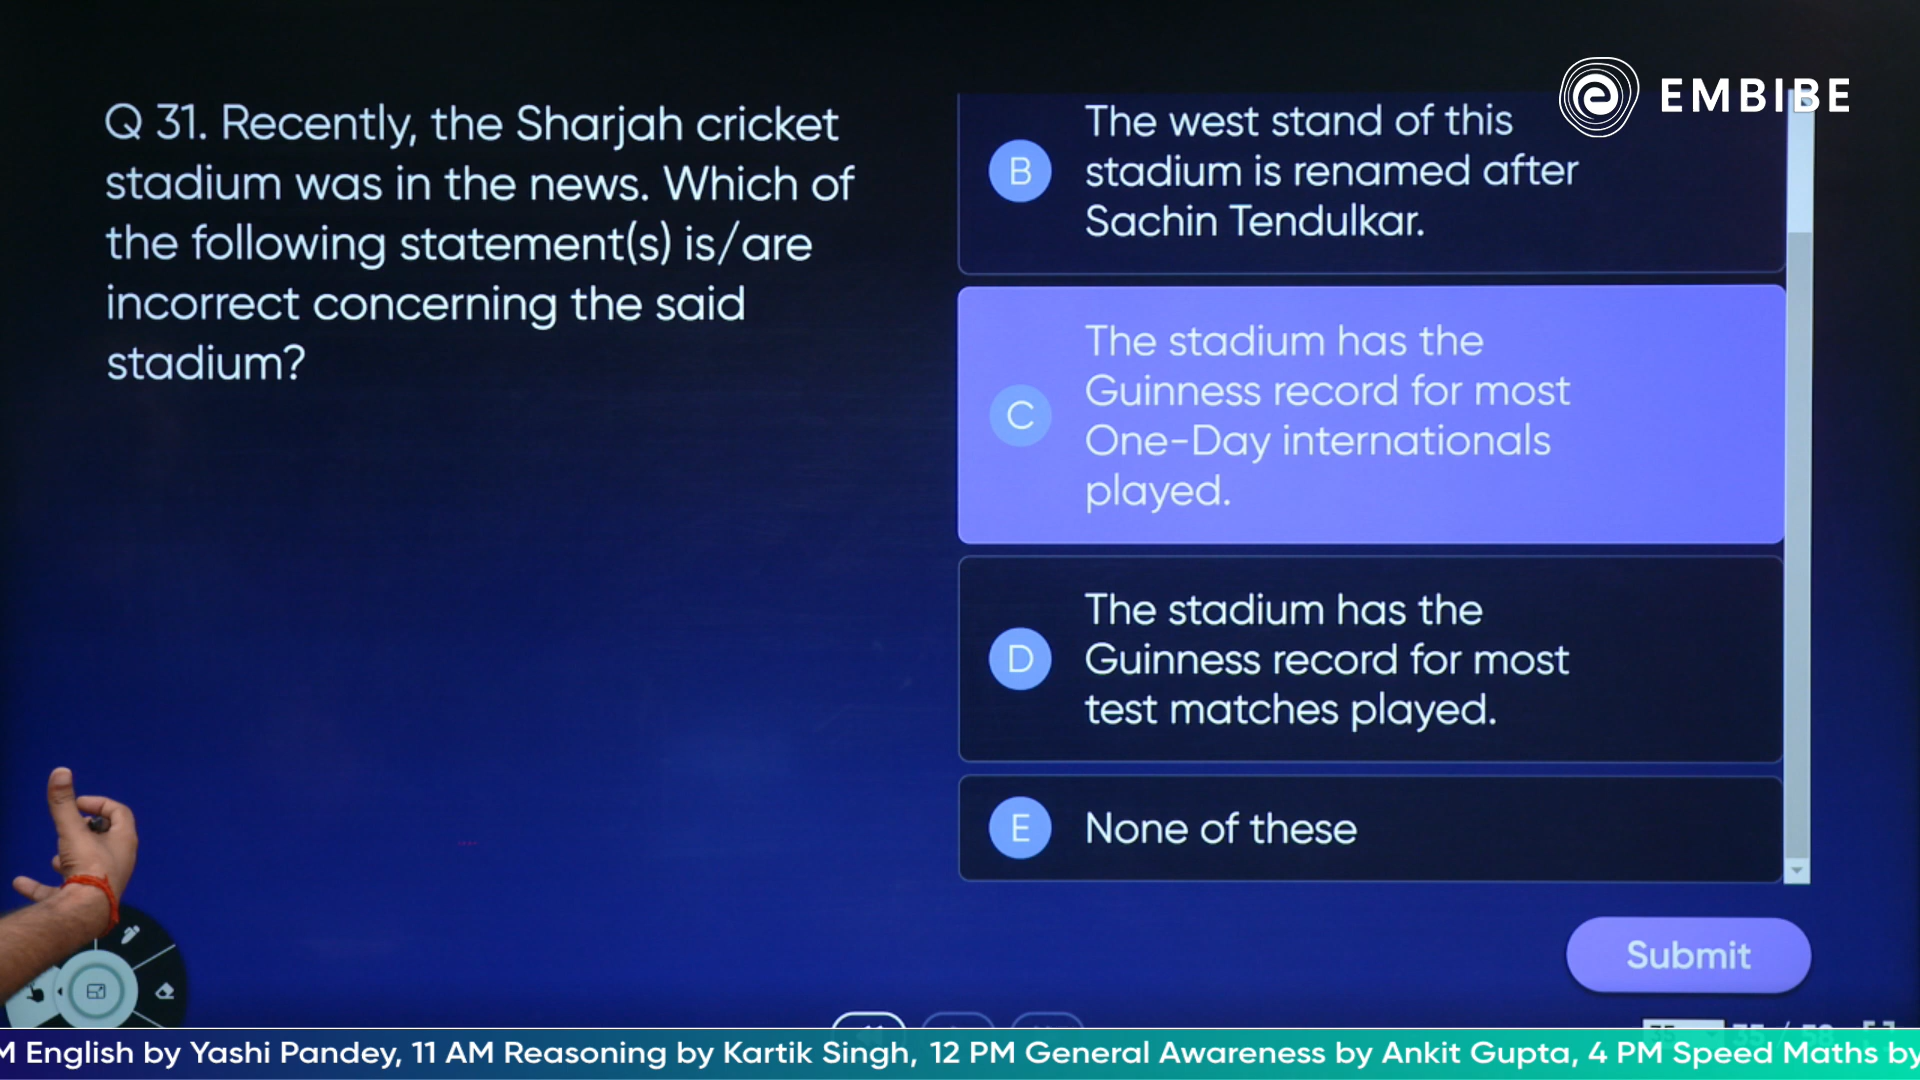 EMBIBE
Q 31. Recently, the Sharjah cricket
stadium was in the news. Which of
the following statement(s) is/are
incorrect concerning the said
stadium?
B
The west stand of this
stadium is renamed after
Sachin Tendulkar.
C
The stadium has the
Guinness record for most
One-Day internationals
played.
D
The stadium has the
Guinness record for most
test matches played.
E
None of these
Submit
M English by Yashi Pandey, 11 AM Reasoning by Kartik Singh, 12 PM General Awareness by Ankit Gupta, 4 PM Speed Maths by